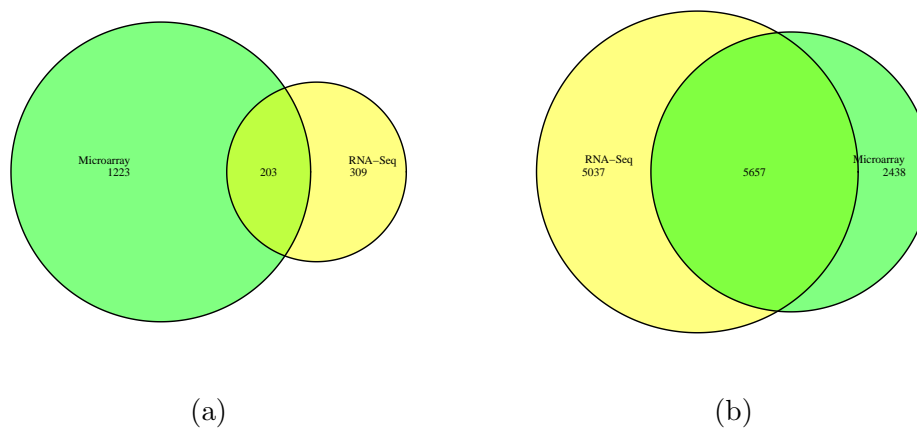 Microarray
1223
203
RNA−Seq
309
RNA−Seq
5037
5657
Microarray
2438
(a)
(b)